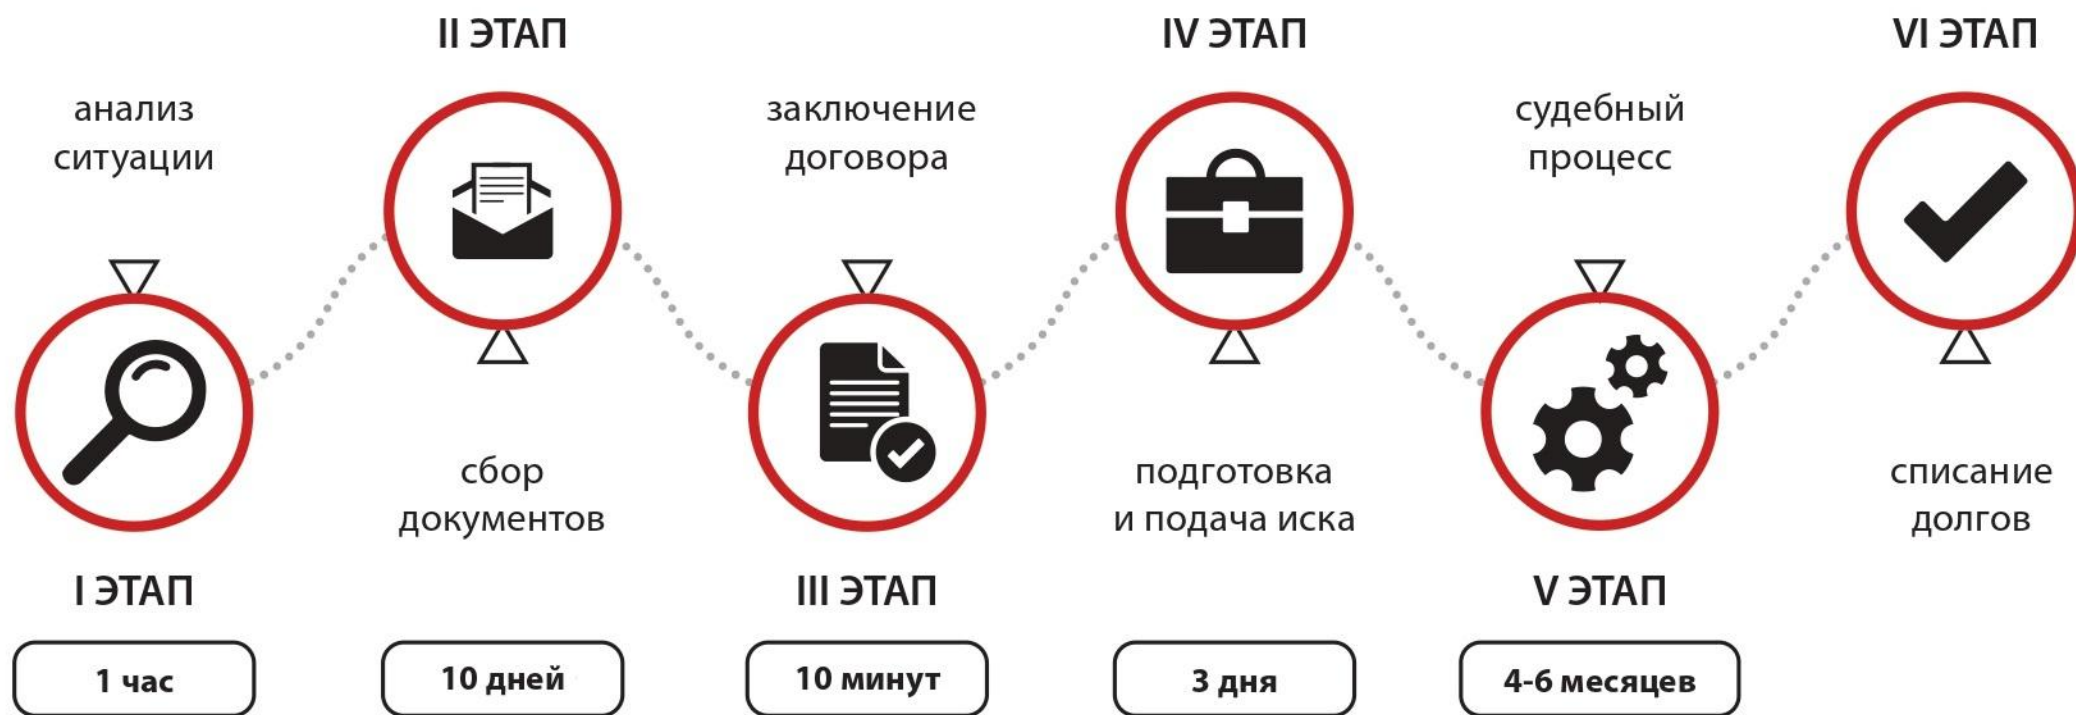 I ЭТАП
анализ
ситуации
1 час
II ЭТАП
сбор
документов
10 дней
III ЭТАП
заключение
договора
10 минут
IV ЭТАП
подготовка
и подача иска
3 дня
V ЭТАП
судебный
процесс
4-6 месяцев
VI ЭТАП
списание
долгов